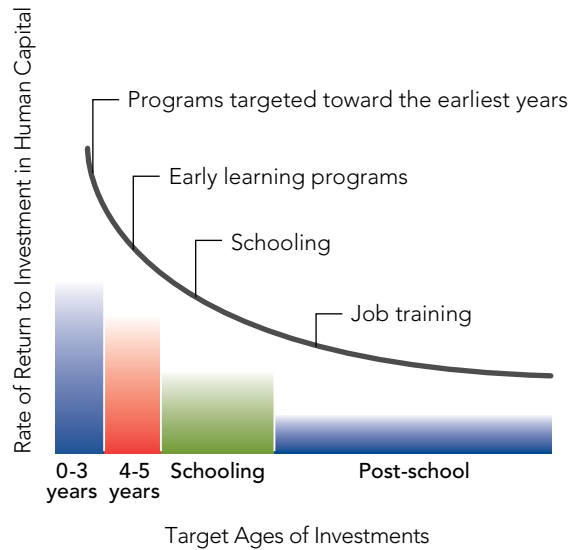 Rate of Return to Investment in Human Capital
Programs targeted toward the earliest years
Early learning programs
Schooling
Job training
0-3
years
4-5
years
Schooling
Post-school
Target Ages of Investments